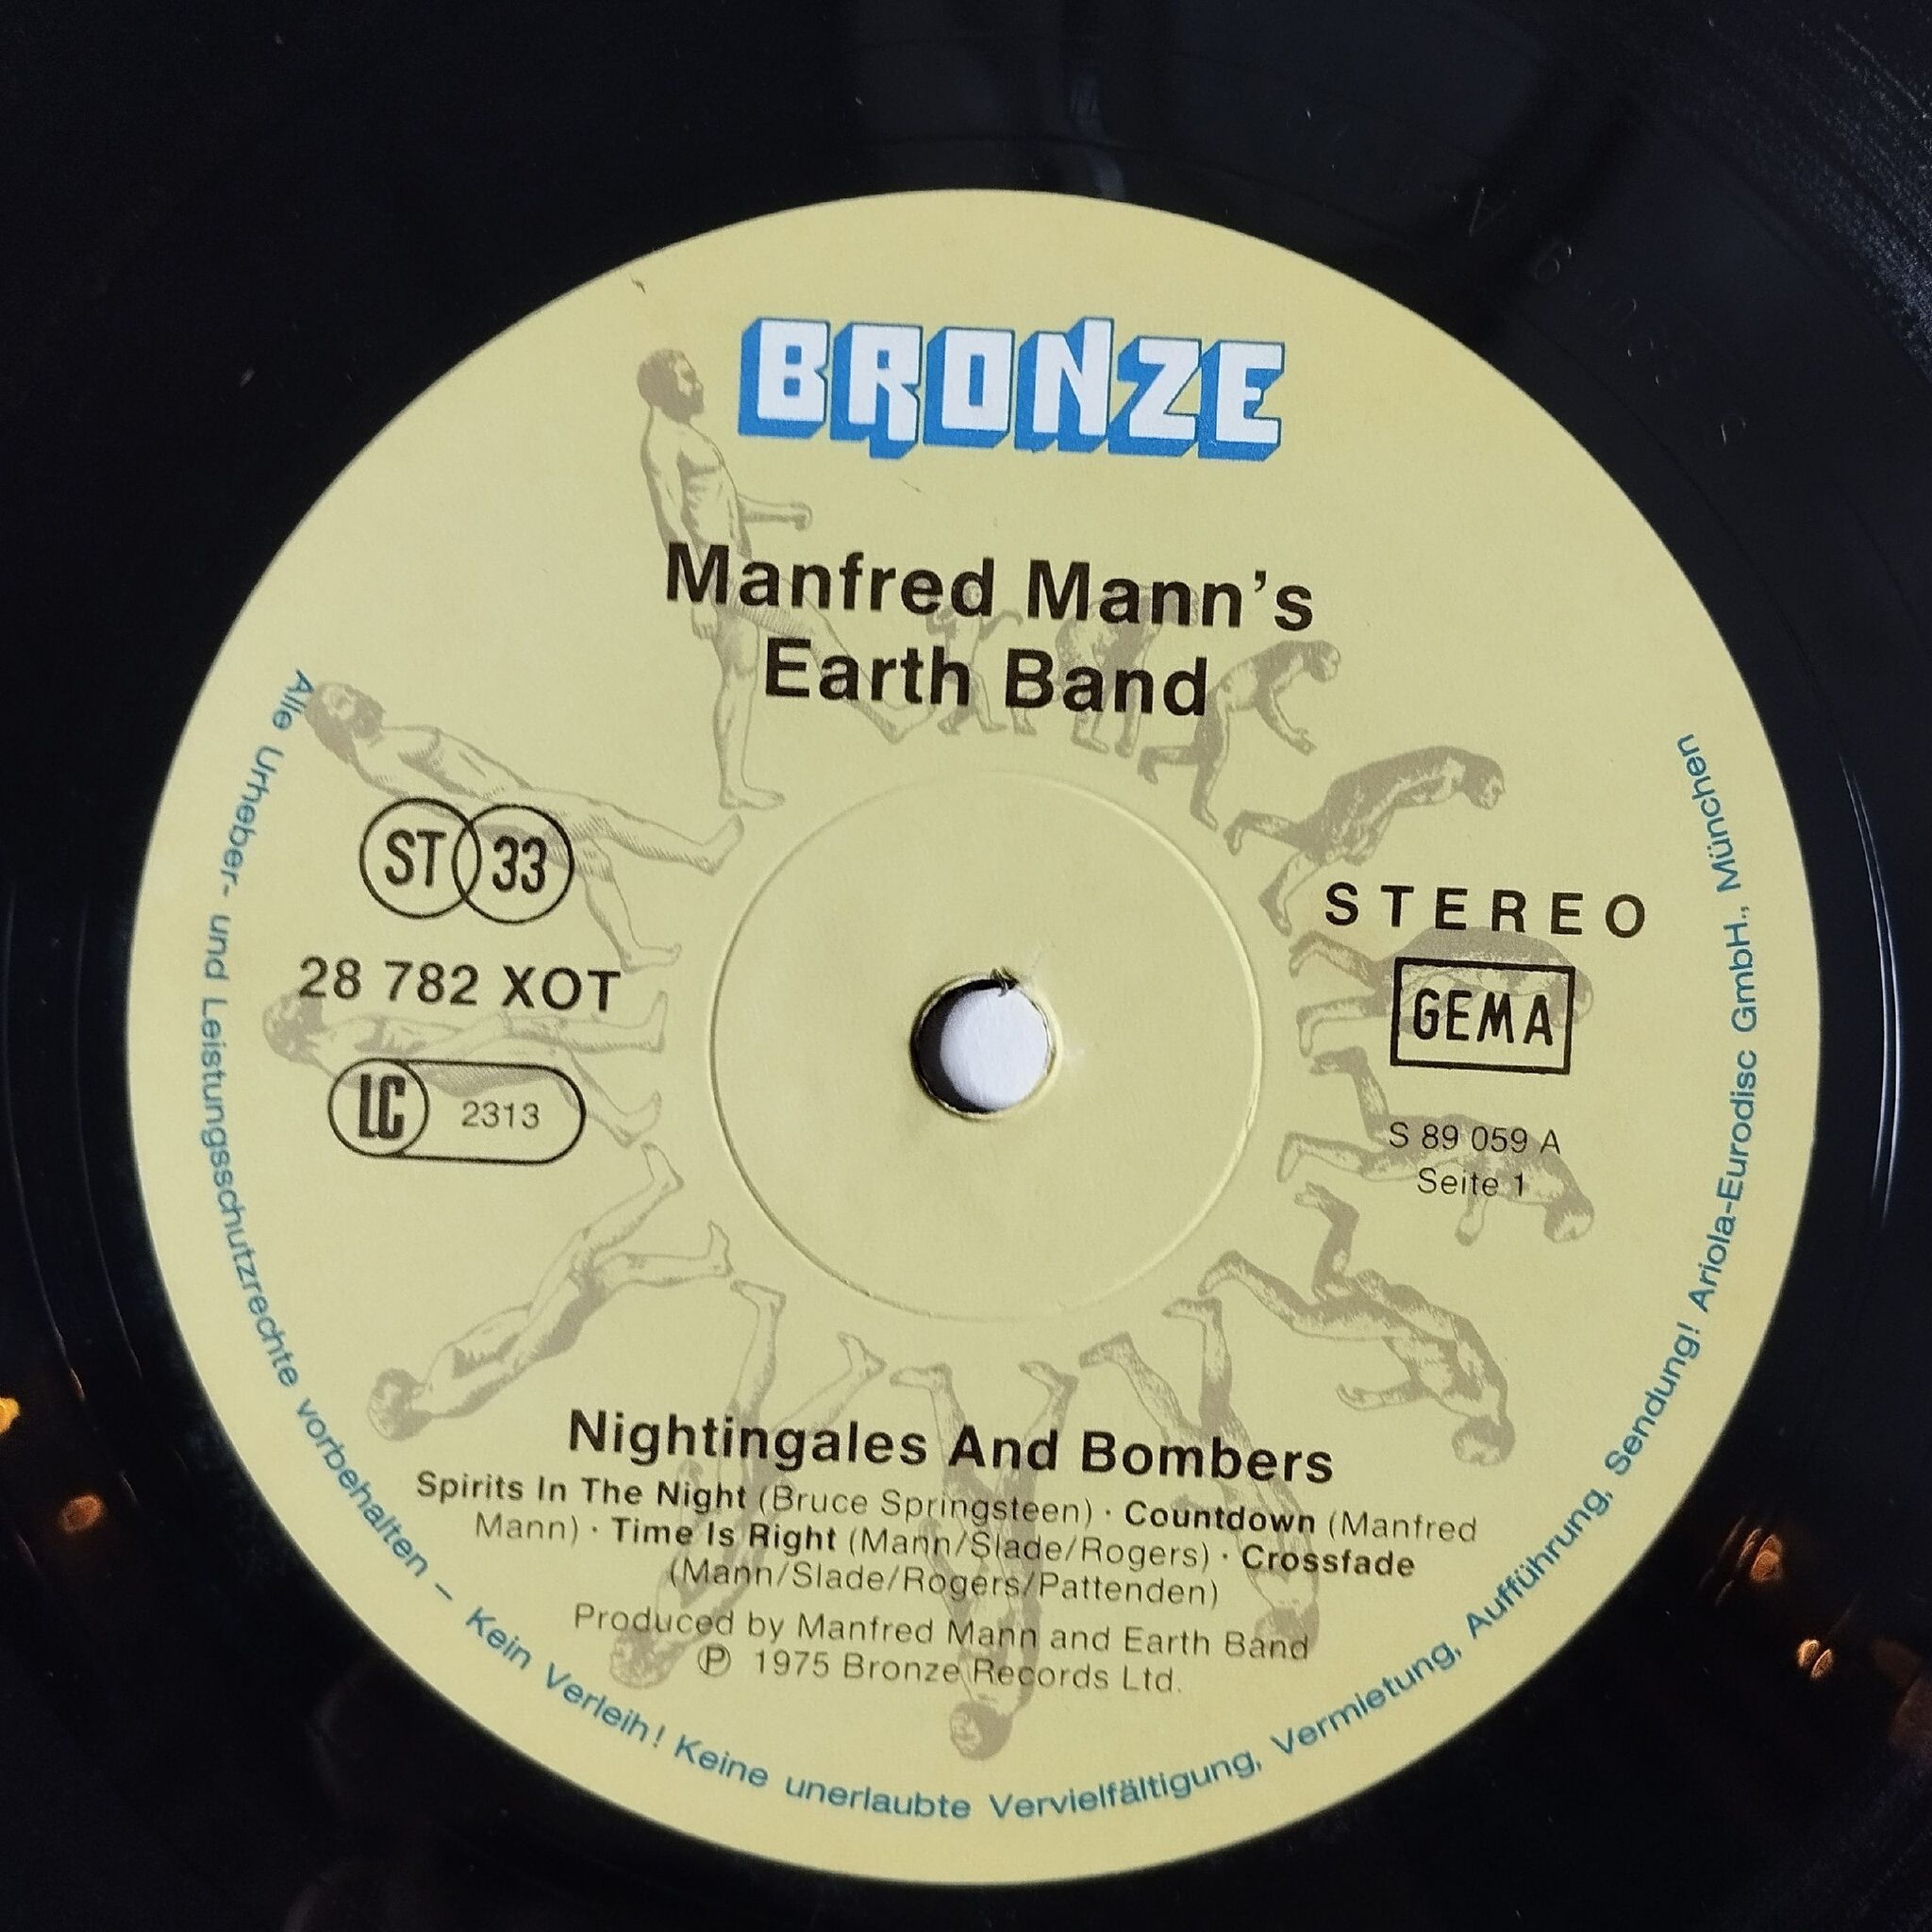 BRONZE
Manfred Mann's
Earth Band
ST 33
28 782 XOT
LC 2313
STEREO
GEMA
S 89 059 A
Seite 1
Nightingales And Bombers
Spirits In The Night (Bruce Springsteen) · Countdown (Manfred
Mann) · Time Is Right (Mann/Slade/Rogers) · Crossfade
(Mann/Slade/Rogers/Pattenden)
Produced by Manfred Mann and Earth Band
℗ 1975 Bronze Records Ltd.
Alle Urheber- und Leistungsschutzrechte vorbehalten – Kein Verleih! Keine unerlaubte Vervielfältigung, Vermietung, Aufführung, Sendung! Ariola-Eurodisc GmbH., München